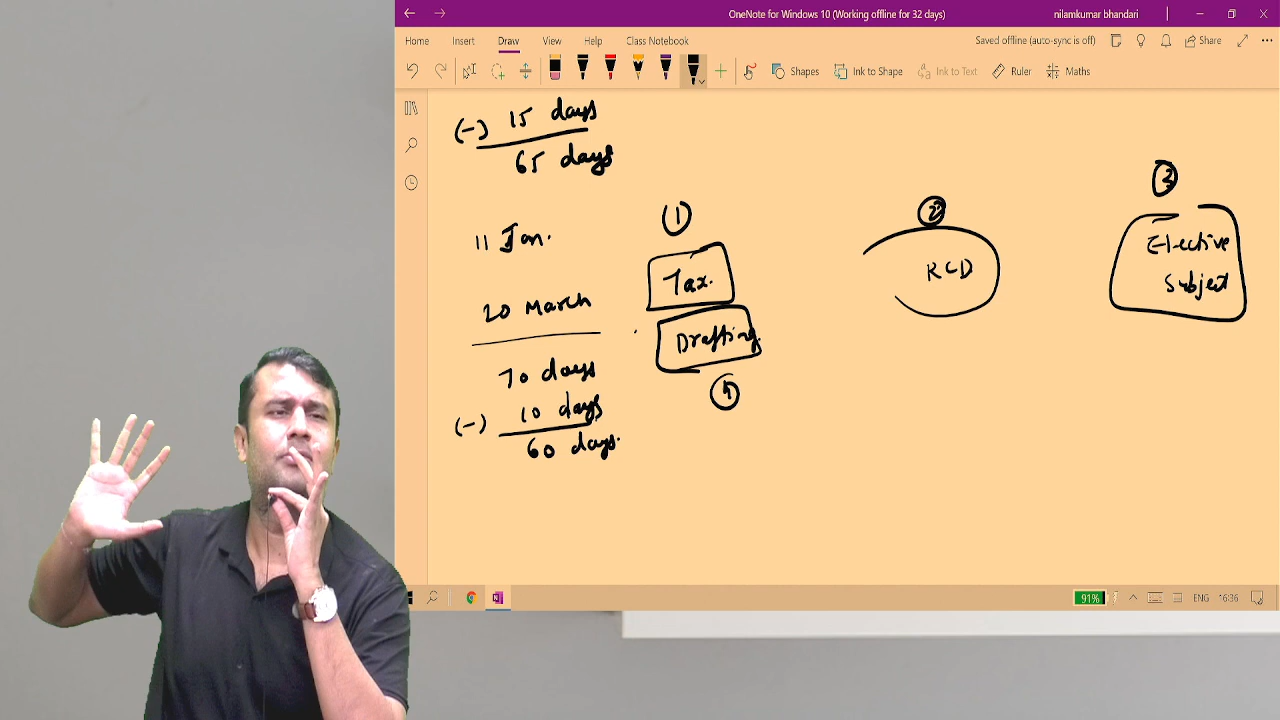 OneNote for Windows 10 (Working offline for 32 days)
nilamkumar bhandari
Home Insert Draw View Help Class Notebook
Saved offline (auto-sync is off)
Share
Shapes
Ink to Shape
Ink to Text
Ruler
Maths
(-) 15 days
65 days
11 Jan.
20 March
70 days
(-) 10 days
60 days.
1
Tax.
Drafting.
4
2
RCD
3
Elective
Subject
91%
ENG
16:36